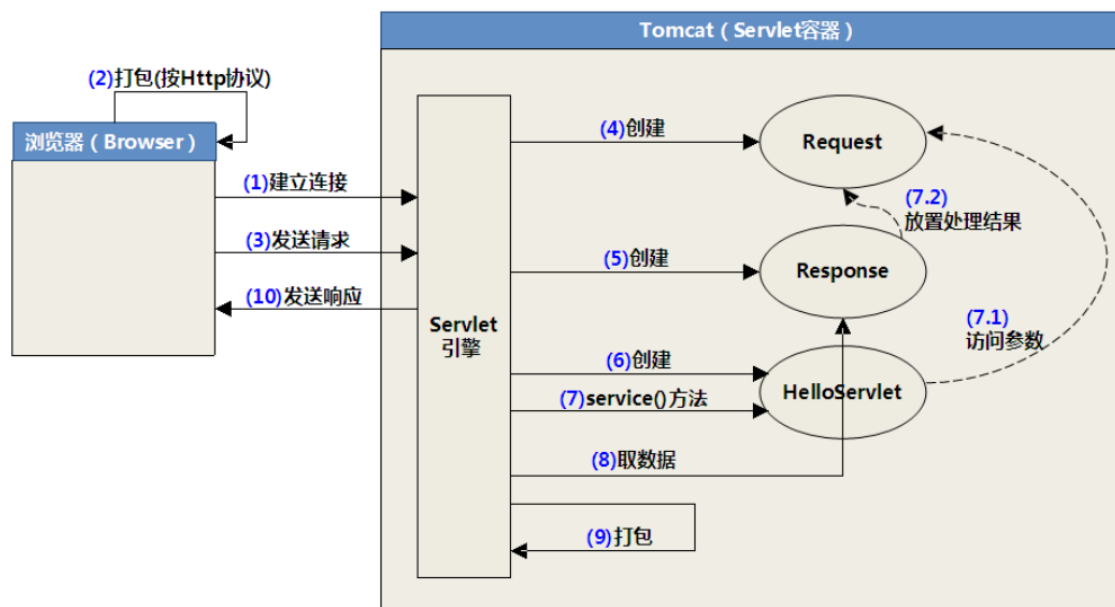 Tomcat（Servlet容器）
(2)打包(按Http协议)
浏览器（Browser）
(1)建立连接
(3)发送请求
(10)发送响应
Servlet
引擎
(4)创建
Request
(7.2)
放置处理结果
(5)创建
Response
(7.1)
访问参数
(6)创建
HelloServlet
(7)service()方法
(8)取数据
(9)打包